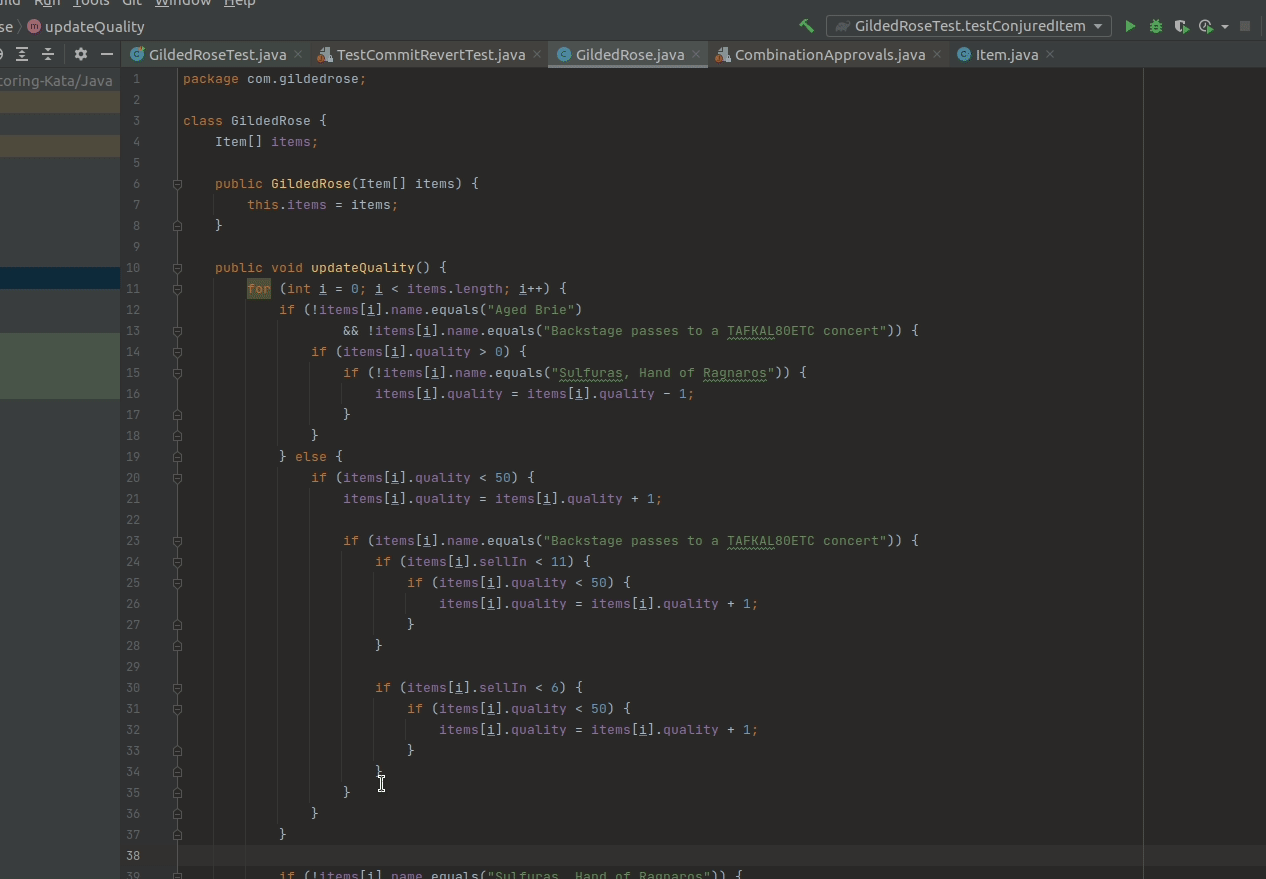 Run Tools Git Window Help
se updateQuality GildedRoseTest.testConjuredItem
GildedRoseTest.java TestCommitRevertTest.java GildedRose.java CombinationApprovals.java Item.java
toring-Kata/Java
1 package com.gildedrose;
2
3 class GildedRose {
4 Item[] items;
5
6 public GildedRose(Item[] items) {
7 this.items = items;
8 }
9
10 public void updateQuality() {
11 for (int i = 0; i < items.length; i++) {
12 if (!items[i].name.equals("Aged Brie")
13 && !items[i].name.equals("Backstage passes to a TAFKAL80ETC concert")) {
14 if (items[i].quality > 0) {
15 if (!items[i].name.equals("Sulfuras, Hand of Ragnaros")) {
16 items[i].quality = items[i].quality - 1;
17 }
18 }
19 } else {
20 if (items[i].quality < 50) {
21 items[i].quality = items[i].quality + 1;
22
23 if (items[i].name.equals("Backstage passes to a TAFKAL80ETC concert")) {
24 if (items[i].sellIn < 11) {
25 if (items[i].quality < 50) {
26 items[i].quality = items[i].quality + 1;
27 }
28 }
29
30 if (items[i].sellIn < 6) {
31 if (items[i].quality < 50) {
32 items[i].quality = items[i].quality + 1;
33 }
34 }
35 }
36 }
37 }
38
39 if (!items[i].name.equals("Sulfuras, Hand of Ragnaros")) {